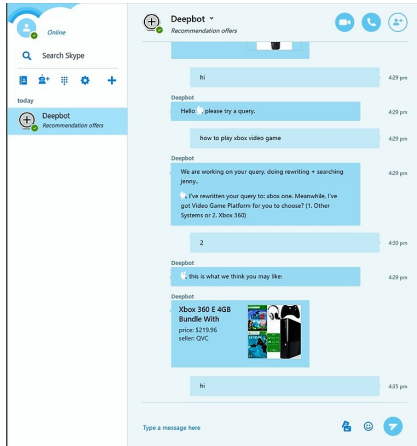 Online
Search Skype
today
Deepbot
Recommendation offers
Deepbot
Recommendation offers
hi
4:29 pm
Deepbot
Hello , please try a query.
4:29 pm
how to play xbox video game
4:29 pm
Deepbot
We are working on your query, doing rewriting + searching
jenny..
4:29 pm
, I've rewritten your query to: xbox one. Meanwhile, I've
got Video Game Platform for you to choose? (1. Other
Systems or 2. Xbox 360)
2
4:30 pm
Deepbot
, this is what we think you may like:
4:29 pm
Deepbot
Xbox 360 E 4GB
Bundle With
price: $219.96
seller: QVC
hi
4:35 pm
Type a message here